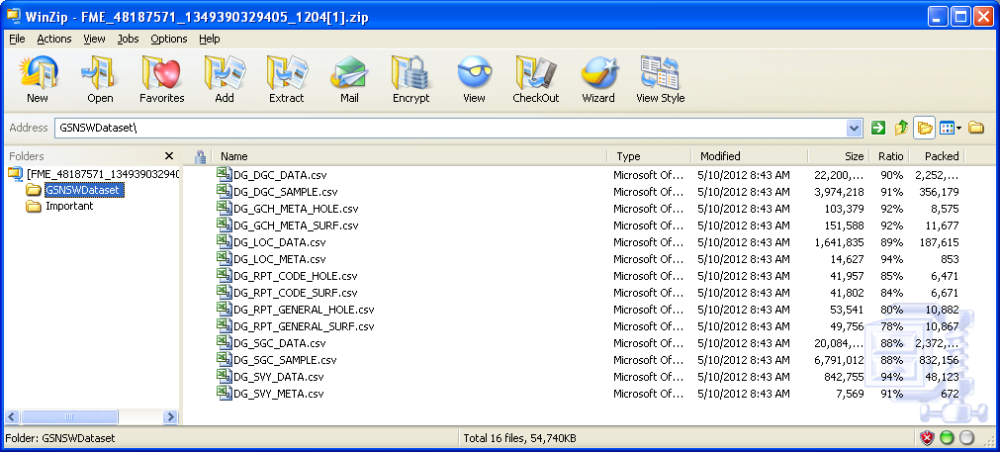 WinZip - FME_48187571_1349390329405_1204[1].zip
File Actions View Jobs Options Help
New Open Favorites Add Extract Mail Encrypt View CheckOut Wizard View Style
Address GSNSWDataset\
Folders
[FME_48187571_134939032940
GSNSWDataset
Important
Name Type Modified Size Ratio Packed
DG_DGC_DATA.csv Microsoft Of... 5/10/2012 8:43 AM 22,200,... 90% 2,252,...
DG_DGC_SAMPLE.csv Microsoft Of... 5/10/2012 8:43 AM 3,974,218 91% 356,179
DG_GCH_META_HOLE.csv Microsoft Of... 5/10/2012 8:43 AM 103,379 92% 8,575
DG_GCH_META_SURF.csv Microsoft Of... 5/10/2012 8:43 AM 151,588 92% 11,677
DG_LOC_DATA.csv Microsoft Of... 5/10/2012 8:43 AM 1,641,835 89% 187,615
DG_LOC_META.csv Microsoft Of... 5/10/2012 8:43 AM 14,627 94% 853
DG_RPT_CODE_HOLE.csv Microsoft Of... 5/10/2012 8:43 AM 41,957 85% 6,471
DG_RPT_CODE_SURF.csv Microsoft Of... 5/10/2012 8:43 AM 41,802 84% 6,671
DG_RPT_GENERAL_HOLE.csv Microsoft Of... 5/10/2012 8:43 AM 53,541 80% 10,882
DG_RPT_GENERAL_SURF.csv Microsoft Of... 5/10/2012 8:43 AM 49,756 78% 10,867
DG_SGC_DATA.csv Microsoft Of... 5/10/2012 8:43 AM 20,084,... 88% 2,372,...
DG_SGC_SAMPLE.csv Microsoft Of... 5/10/2012 8:43 AM 6,791,012 88% 832,156
DG_SVY_DATA.csv Microsoft Of... 5/10/2012 8:43 AM 842,755 94% 48,123
DG_SVY_META.csv Microsoft Of... 5/10/2012 8:43 AM 7,569 91% 672
Folder: GSNSWDataset Total 16 files, 54,740KB